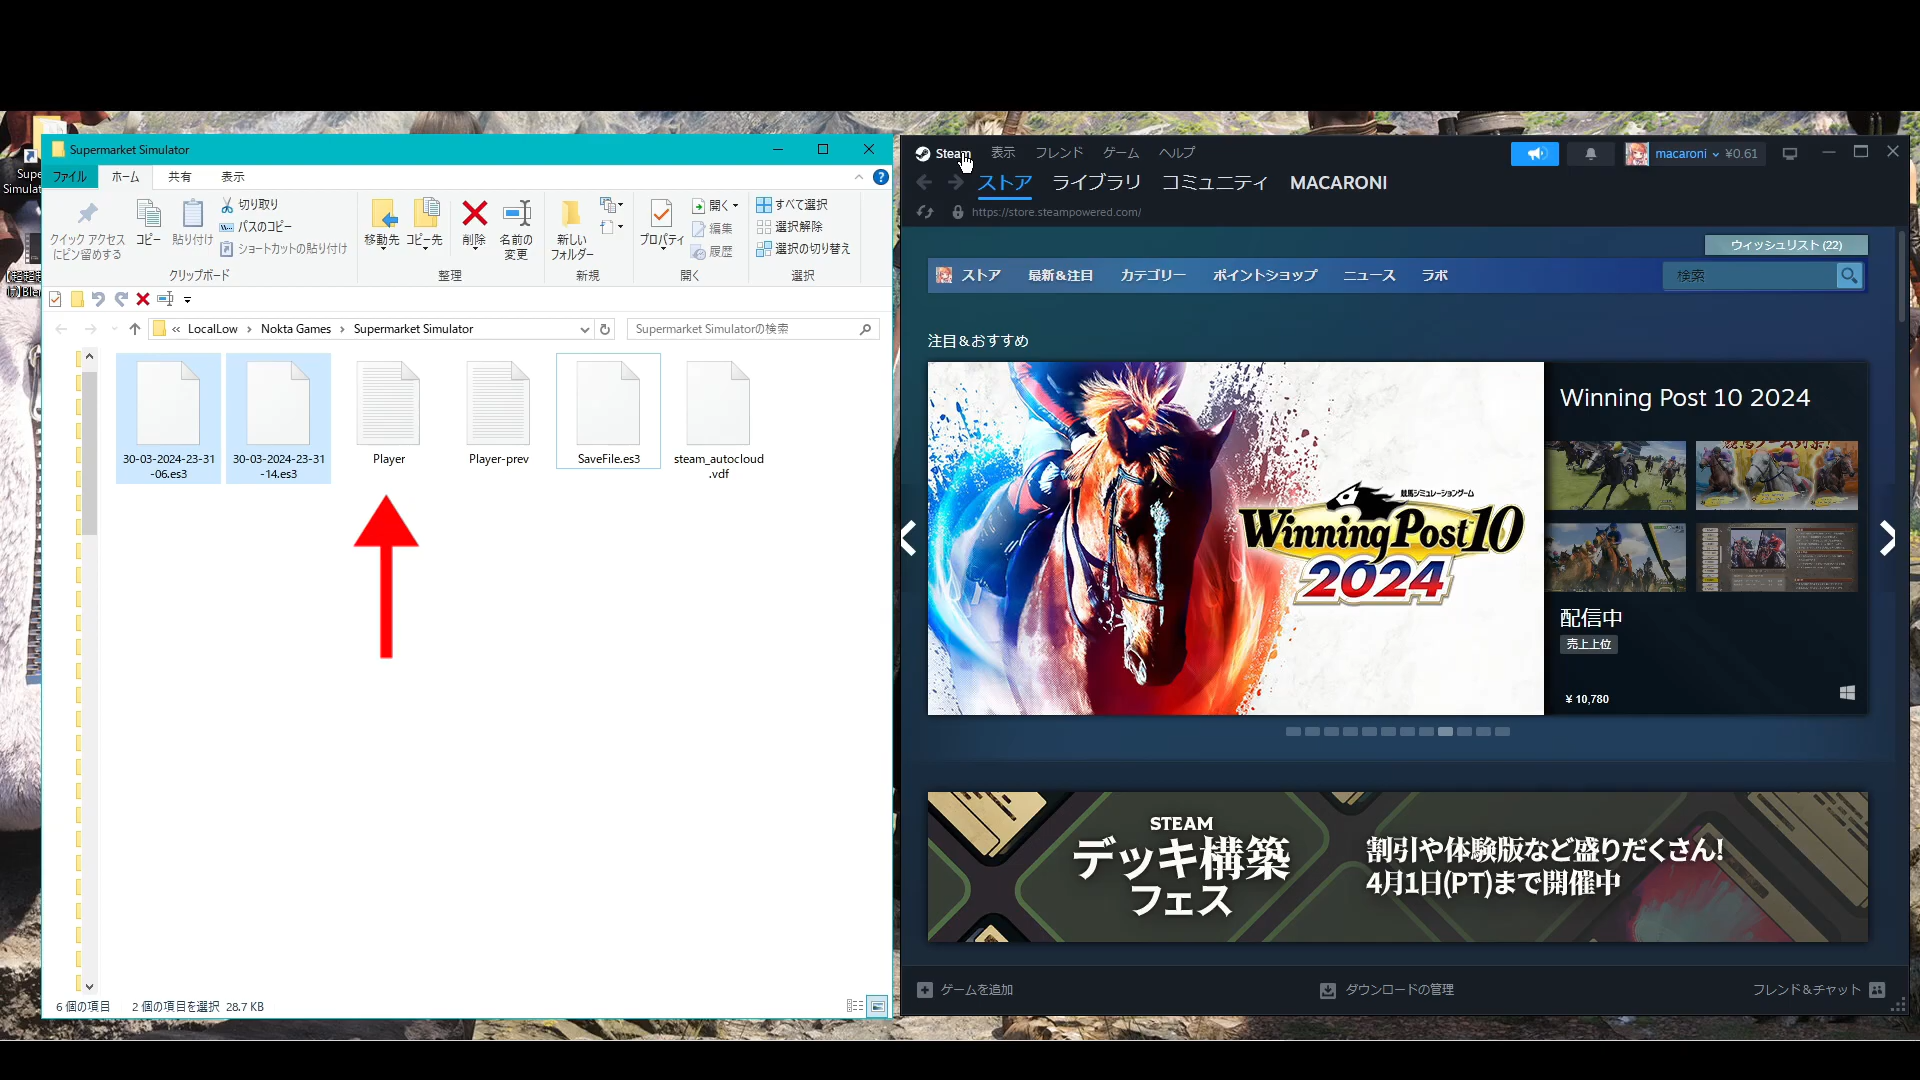 Supermarket Simulator
ファイル
ホーム
共有
表示
クイック アクセス
にピン留めする
コピー
貼り付け
切り取り
パスのコピー
ショートカットの貼り付け
クリップボード
移動先
コピー先
削除
名前の
変更
整理
新しい
フォルダー
新規
プロパティ
開く
編集
履歴
開く
すべて選択
選択解除
選択の切り替え
選択
« LocalLow › Nokta Games › Supermarket Simulator
Supermarket Simulatorの検索
30-03-2024-23-31
-06.es3
30-03-2024-23-31
-14.es3
Player
Player-prev
SaveFile.es3
steam_autocloud
.vdf
6 個の項目
2 個の項目を選択 28.7 KB
Steam
表示
フレンド
ゲーム
ヘルプ
macaroni
¥0.61
ストア
ライブラリ
コミュニティ
MACARONI
https://store.steampowered.com/
ウィッシュリスト (22)
ストア
最新&注目
カテゴリー
ポイントショップ
ニュース
ラボ
検索
注目&おすすめ
競馬シミュレーションゲーム
Winning Post 10
2024
Winning Post 10 2024
配信中
売上上位
¥ 10,780
STEAM
デッキ構築
フェス
割引や体験版など盛りだくさん!
4月1日(PT)まで開催中
ゲームを追加
ダウンロードの管理
フレンド&チャット